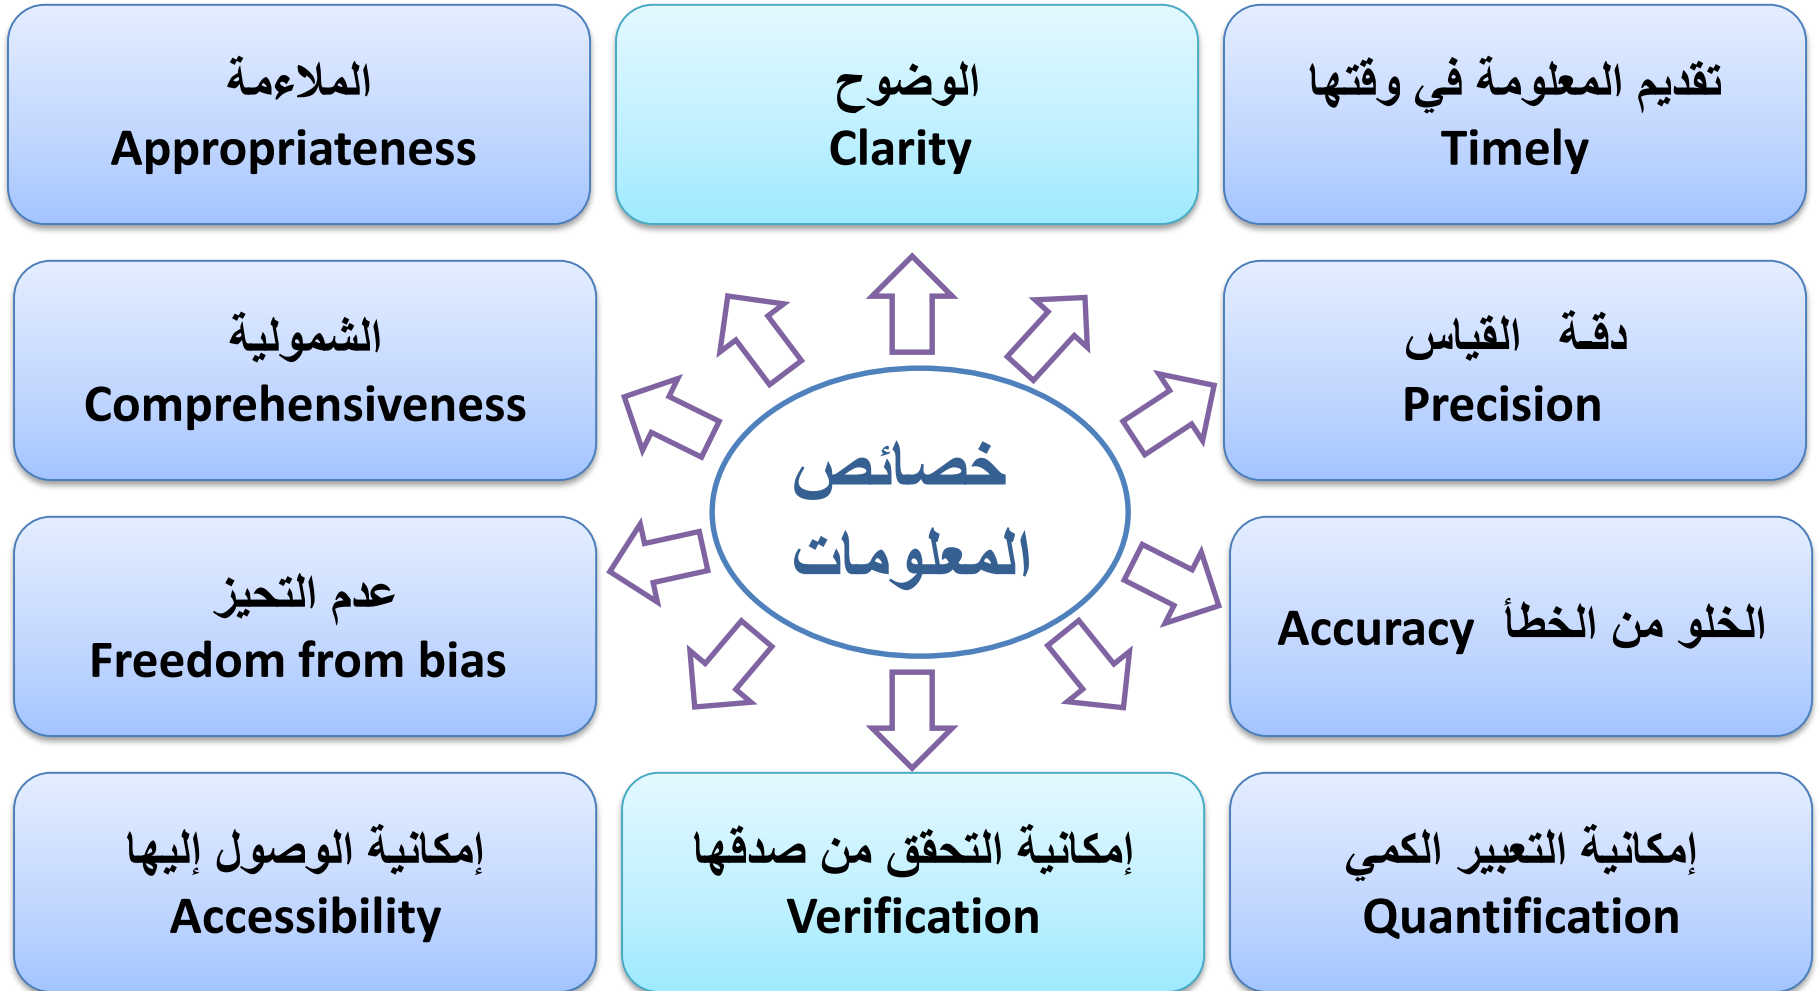 الملاءمة
Appropriateness
الوضوح
Clarity
تقديم المعلومة في وقتها
Timely
الشمولية
Comprehensiveness
دقـة القياس
Precision
خصائص
المعلومات
عدم التحيز
Freedom from bias
الخلو من الخطأ Accuracy
إمكانية الوصول إليها
Accessibility
إمكانية التحقق من صدقها
Verification
إمكانية التعبير الكمي
Quantification